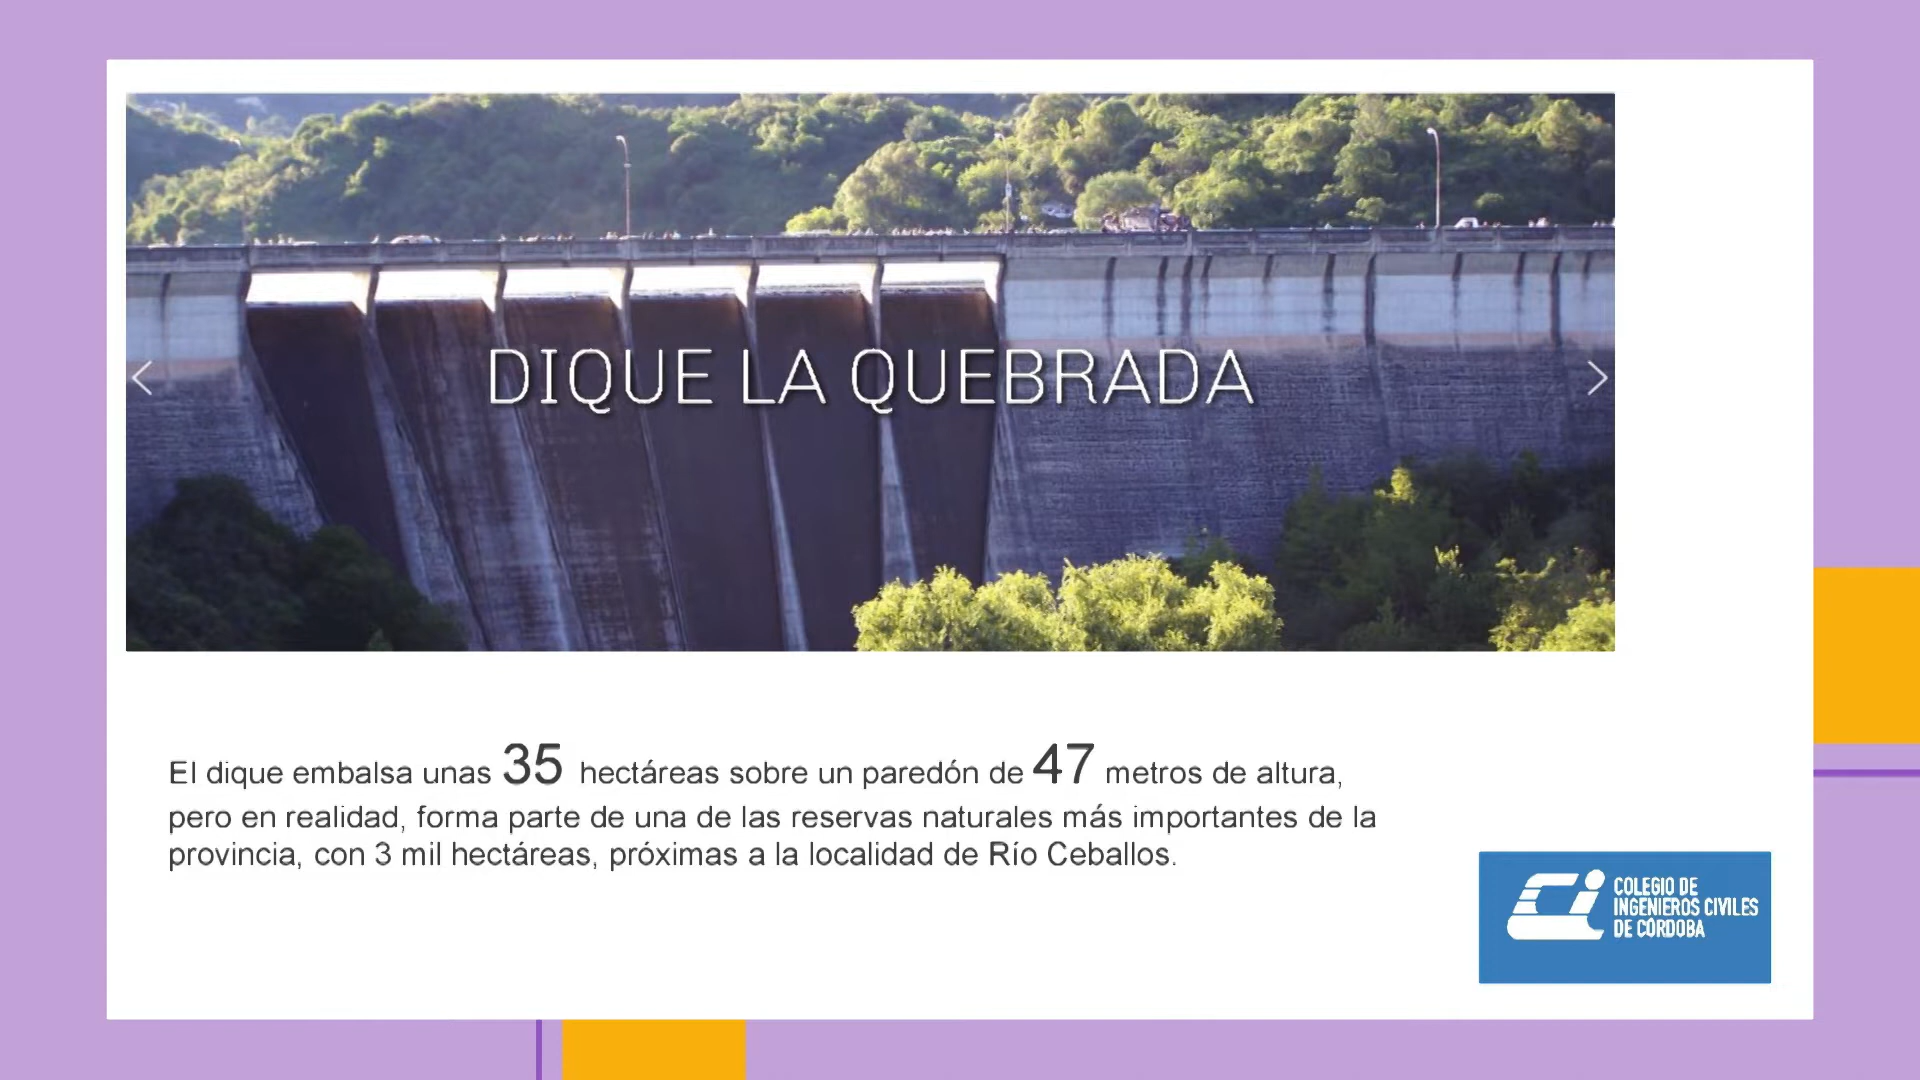 DIQUE LA QUEBRADA
El dique embalsa unas 35 hectáreas sobre un paredón de 47 metros de altura,
pero en realidad, forma parte de una de las reservas naturales más importantes de la
provincia, con 3 mil hectáreas, próximas a la localidad de Río Ceballos.
COLEGIO DE
INGENIEROS CIVILES
DE CÓRDOBA